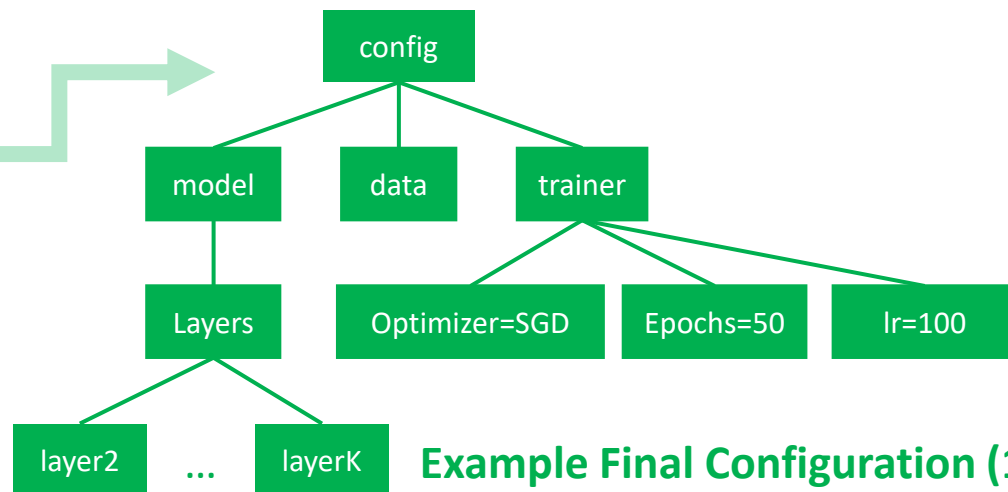 config
model
data
trainer
Layers
Optimizer=SGD
Epochs=50
lr=100
layer2
...
layerK
Example Final Configuration (